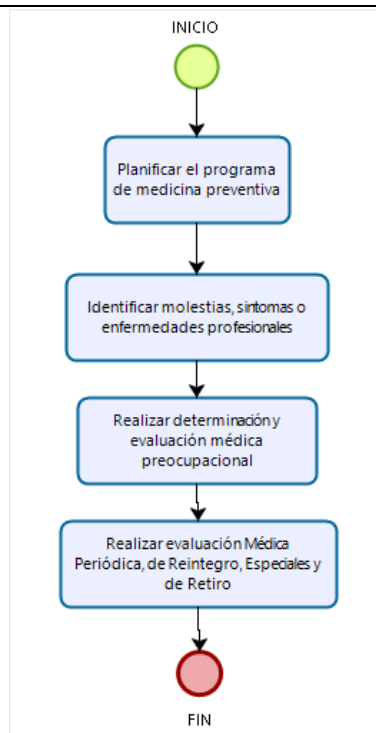 INICIO
Planificar el programa
de medicina preventiva
Identificar molestias, sintomas o
enfermedades profesionales
Realizar determinación y
evaluación médica
preocupacional
Realizar evaluación Médica
Periódica, de Reintegro, Especiales y
de Retiro
FIN